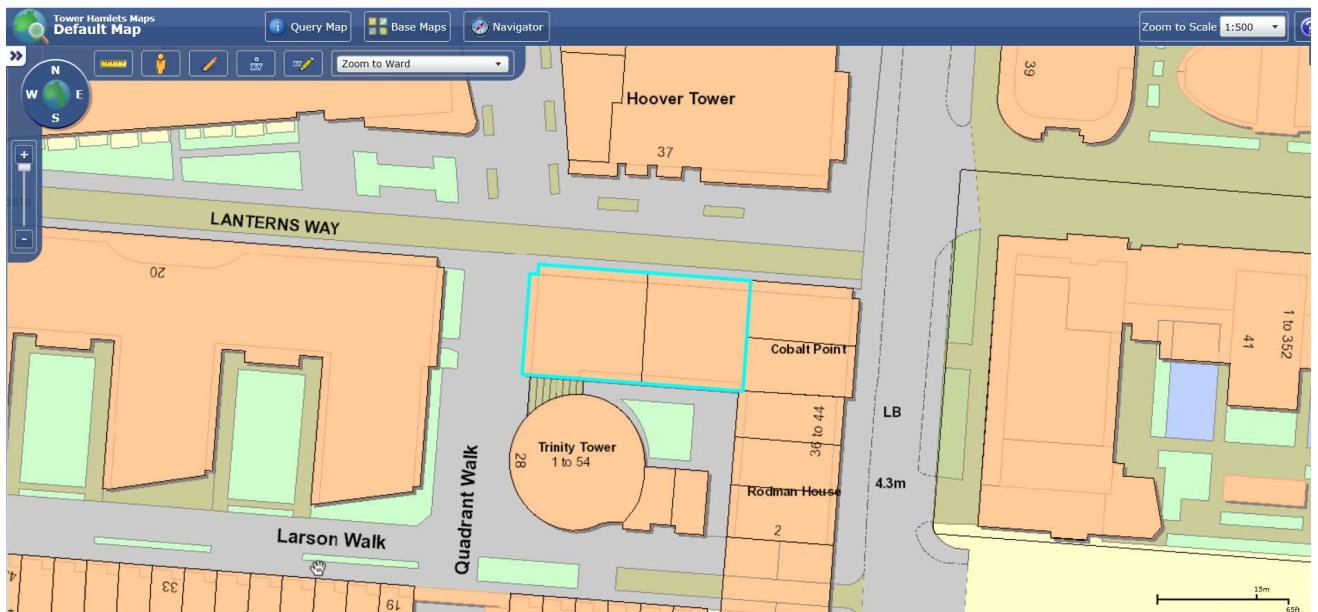 Tower Hamlets Maps
Default Map
Query Map
Base Maps
Navigator
Zoom to Scale 1:500
N
W E
S
Zoom to Ward
+
-
Hoover Tower
37
39
LANTERNS WAY
20
Cobalt Point
1 to 352
41
LB
36 to 44
Trinity Tower
1 to 54
28
Quadrant Walk
4.3m
Rodman House
2
Larson Walk
33
19
15m
65ft